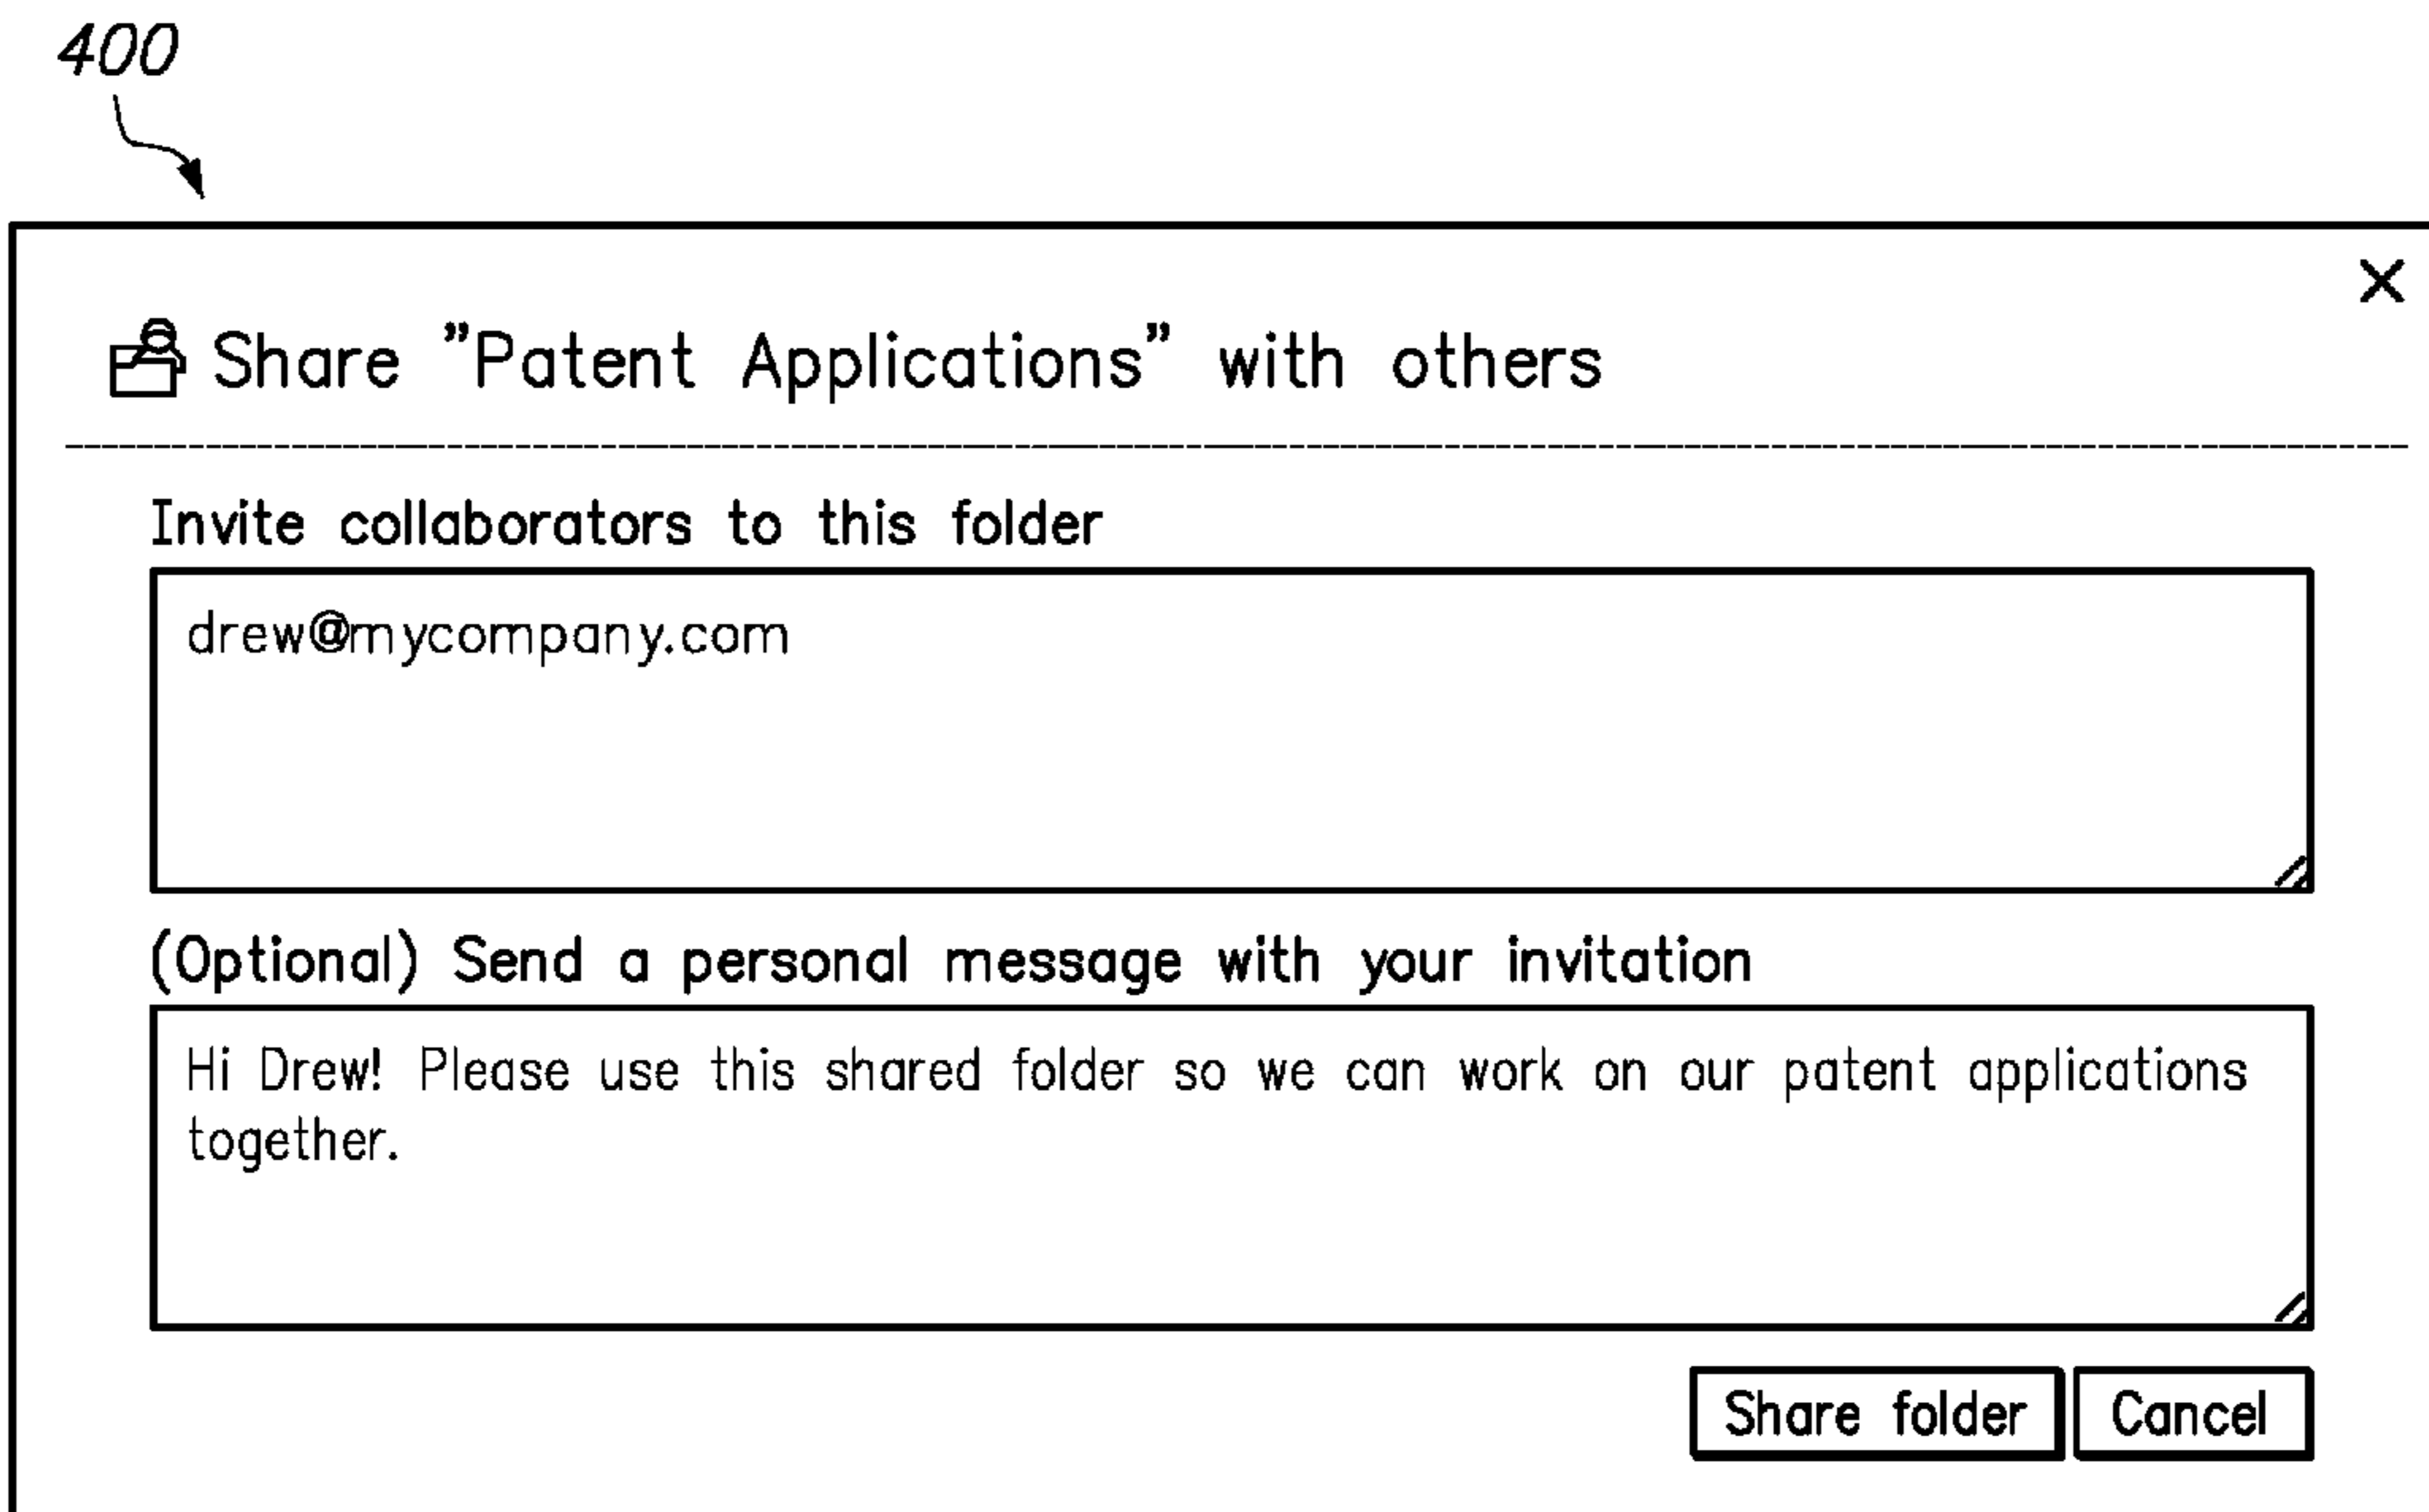 400
×
Share "Patent Applications" with others
Invite collaborators to this folder
drew@mycompany.com
(Optional) Send a personal message with your invitation
Hi Drew! Please use this shared folder so we can work on our patent applications
together.
Share folder Cancel